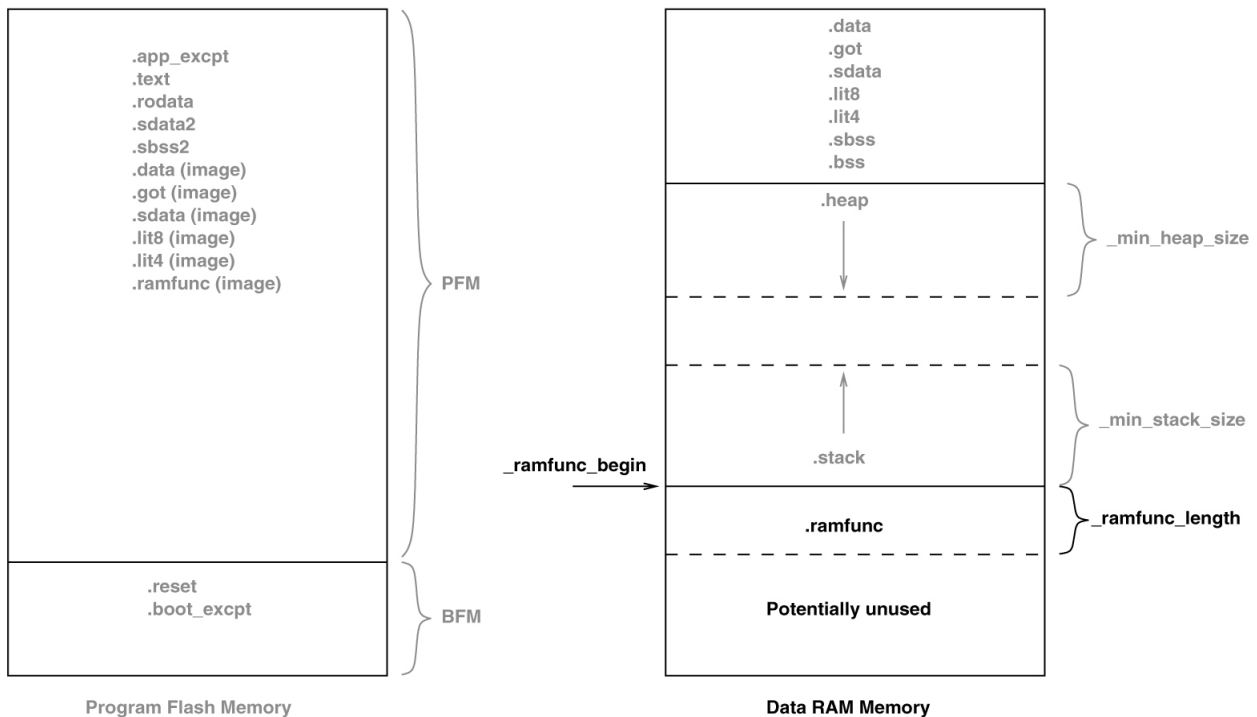 .app_excpt
.text
.rodata
.sdata2
.sbss2
.data (image)
.got (image)
.sdata (image)
.lit8 (image)
.lit4 (image)
.ramfunc (image)
PFM
.reset
.boot_excpt
BFM
Program Flash Memory
.data
.got
.sdata
.lit8
.lit4
.sbss
.bss
.heap
_min_heap_size
_min_stack_size
.stack
_ramfunc_begin
.ramfunc
_ramfunc_length
Potentially unused
Data RAM Memory